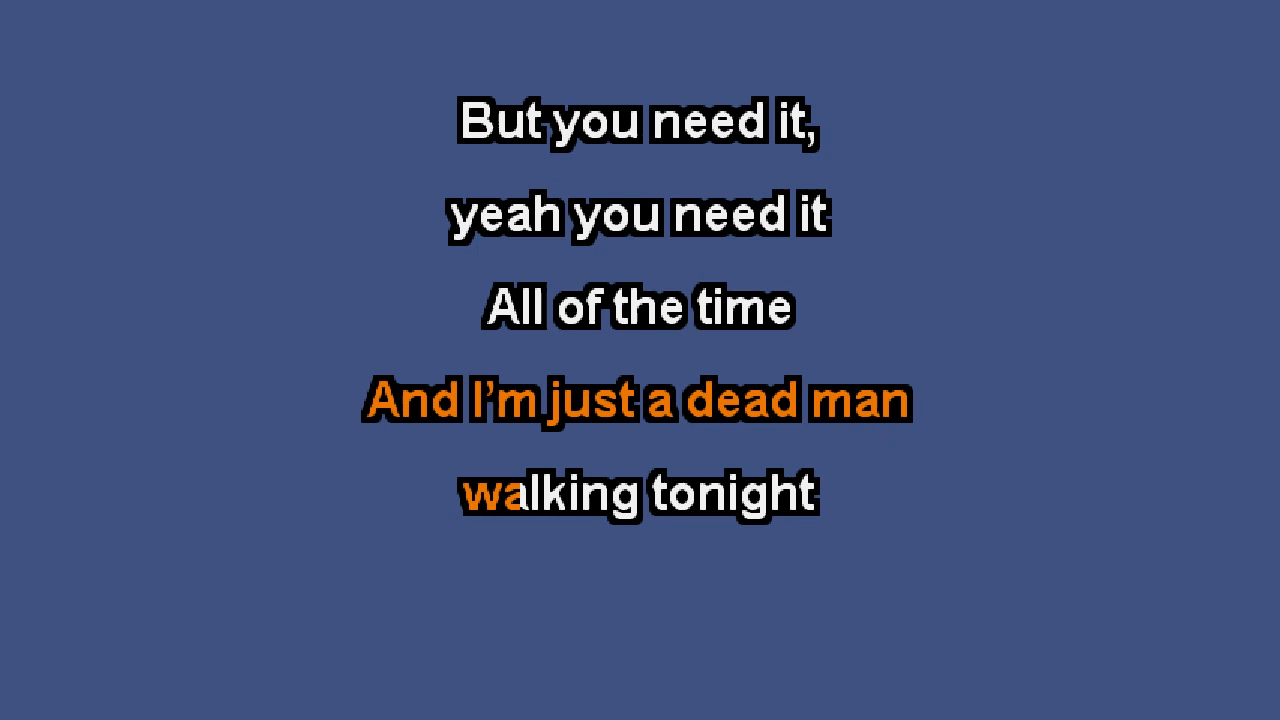 But you need it,
yeah you need it
All of the time
And I’m just a dead man
walking tonight